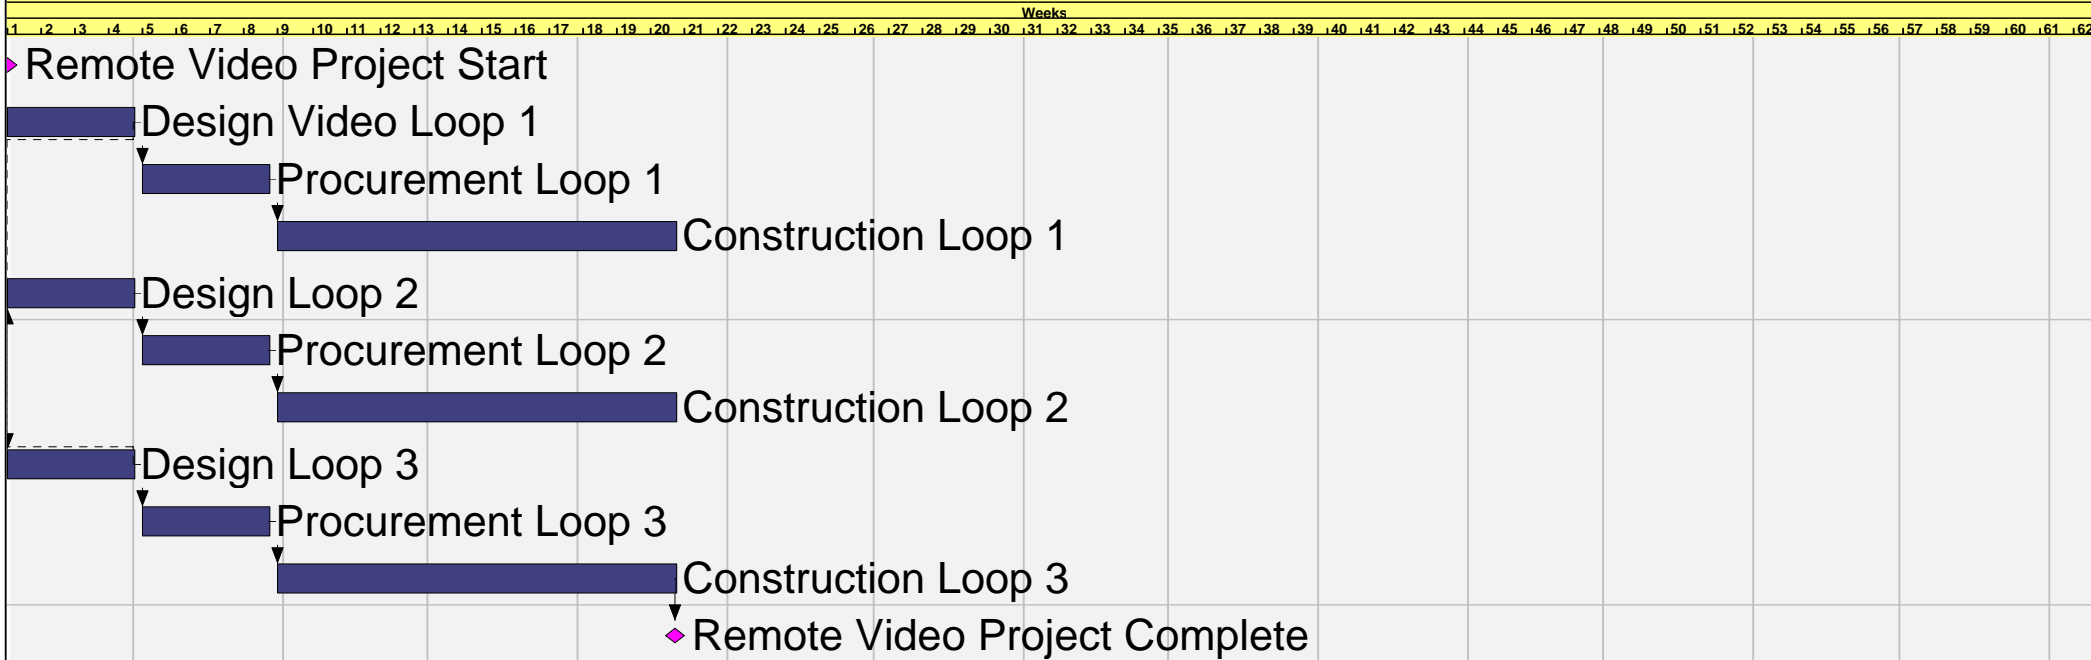 Weeks
1 2 3 4 5 6 7 8 9 10 11 12 13 14 15 16 17 18 19 20 21 22 23 24 25 26 27 28 29 30 31 32 33 34 35 36 37 38 39 40 41 42 43 44 45 46 47 48 49 50 51 52 53 54 55 56 57 58 59 60 61 62
Remote Video Project Start
Design Video Loop 1
Procurement Loop 1
Construction Loop 1
Design Loop 2
Procurement Loop 2
Construction Loop 2
Design Loop 3
Procurement Loop 3
Construction Loop 3
Remote Video Project Complete